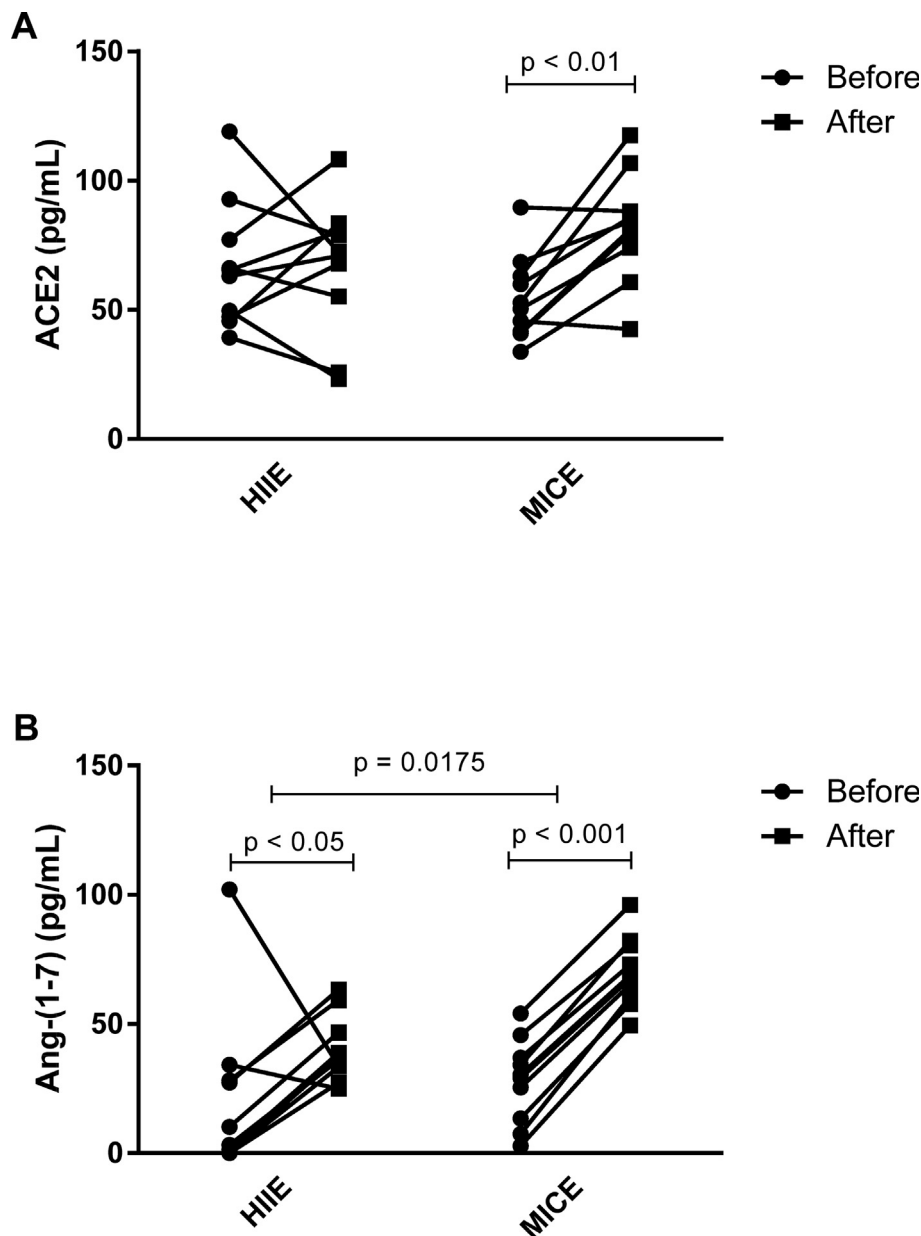 A
150
100
50
0
ACE2 (pg/mL)
p < 0.01
Before
After
HIIE
MICE
B
150
100
50
0
Ang-(1-7) (pg/mL)
p = 0.0175
p < 0.05
p < 0.001
Before
After
HIIE
MICE